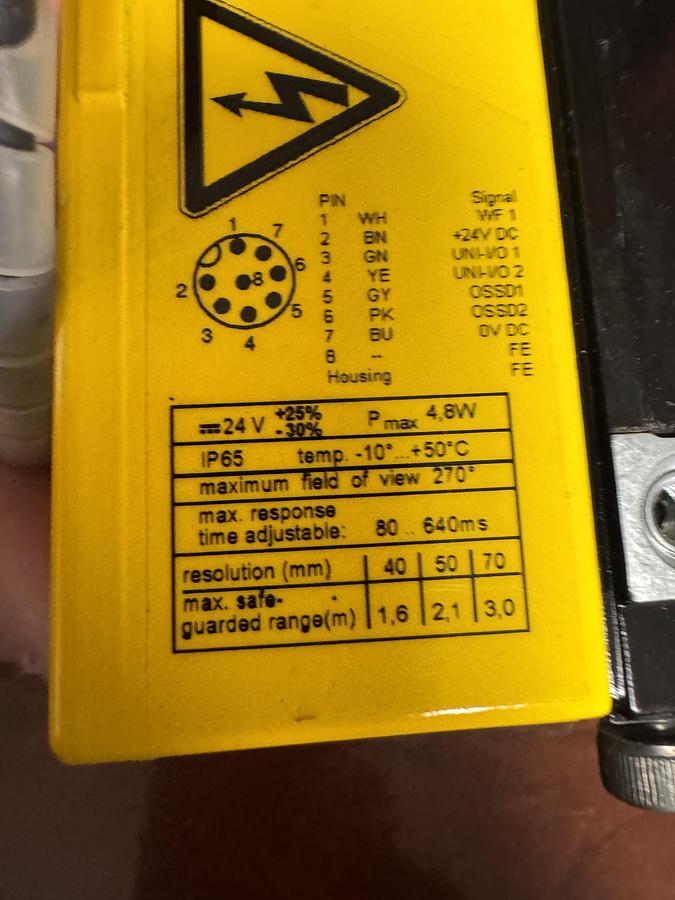 PIN Signal
1 WH WF 1
2 BN +24V DC
3 GN UNI-I/O 1
4 YE UNI-I/O 2
5 GY OSSD1
6 PK OSSD2
7 BU 0V DC
8 -- FE
Housing FE
1 7
6
2 8
5
3 4
24 V +25% -30% Pmax 4,8W
IP65 temp. -10°...+50°C
maximum field of view 270°
max. response
time adjustable: 80 .. 640ms
resolution (mm) 40 50 70
max. safe-
guarded range(m) 1,6 2,1 3,0